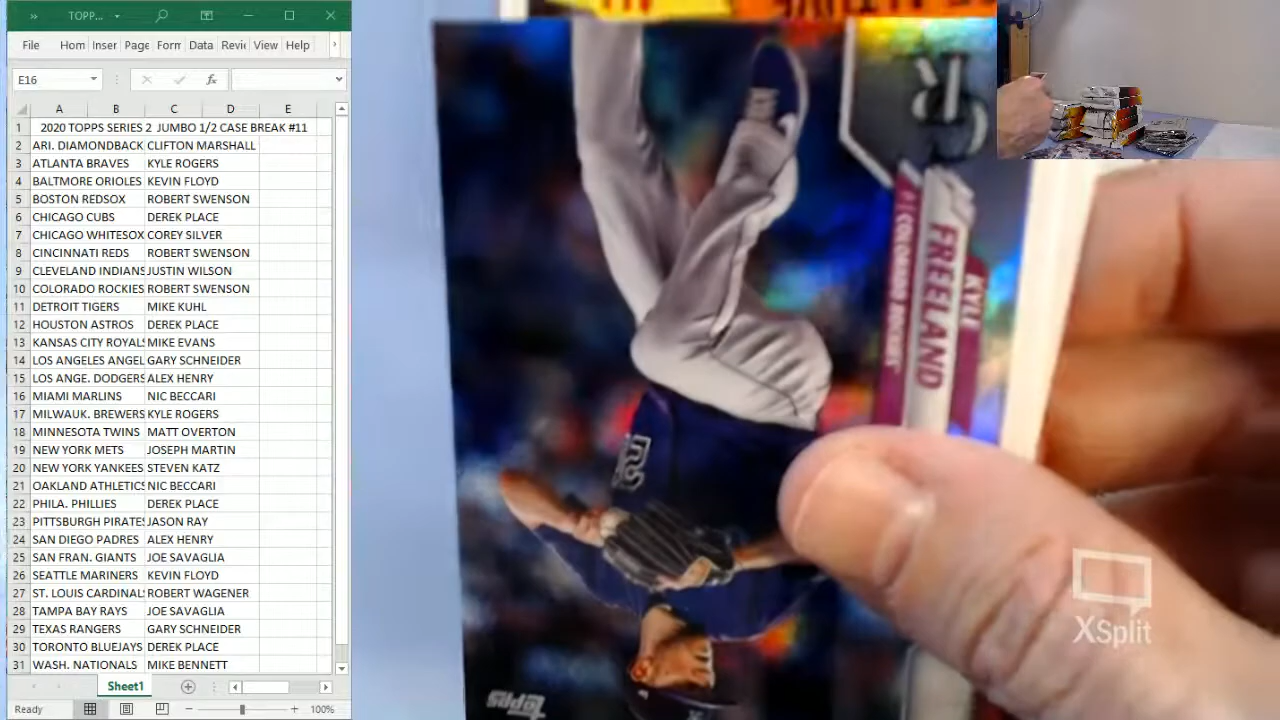 TOPP...
File Hom Inser Page Form Data Revie View Help
E16
fx
A B C D E
1 2020 TOPPS SERIES 2 JUMBO 1/2 CASE BREAK #11
2 ARI. DIAMONDBACK CLIFTON MARSHALL
3 ATLANTA BRAVES KYLE ROGERS
4 BALTMORE ORIOLES KEVIN FLOYD
5 BOSTON REDSOX ROBERT SWENSON
6 CHICAGO CUBS DEREK PLACE
7 CHICAGO WHITESOX COREY SILVER
8 CINCINNATI REDS ROBERT SWENSON
9 CLEVELAND INDIANS JUSTIN WILSON
10 COLORADO ROCKIES ROBERT SWENSON
11 DETROIT TIGERS MIKE KUHL
12 HOUSTON ASTROS DEREK PLACE
13 KANSAS CITY ROYALS MIKE EVANS
14 LOS ANGELES ANGEL GARY SCHNEIDER
15 LOS ANGE. DODGERS ALEX HENRY
16 MIAMI MARLINS NIC BECCARI
17 MILWAUK. BREWERS KYLE ROGERS
18 MINNESOTA TWINS MATT OVERTON
19 NEW YORK METS JOSEPH MARTIN
20 NEW YORK YANKEES STEVEN KATZ
21 OAKLAND ATHLETICS NIC BECCARI
22 PHILA. PHILLIES DEREK PLACE
23 PITTSBURGH PIRATES JASON RAY
24 SAN DIEGO PADRES ALEX HENRY
25 SAN FRAN. GIANTS JOE SAVAGLIA
26 SEATTLE MARINERS KEVIN FLOYD
27 ST. LOUIS CARDINALS ROBERT WAGENER
28 TAMPA BAY RAYS JOE SAVAGLIA
29 TEXAS RANGERS GARY SCHNEIDER
30 TORONTO BLUEJAYS DEREK PLACE
31 WASH. NATIONALS MIKE BENNETT
Sheet1
Ready
100%
KYLE
FREELAND
COLORADO ROCKIES
CR
topps
XSplit